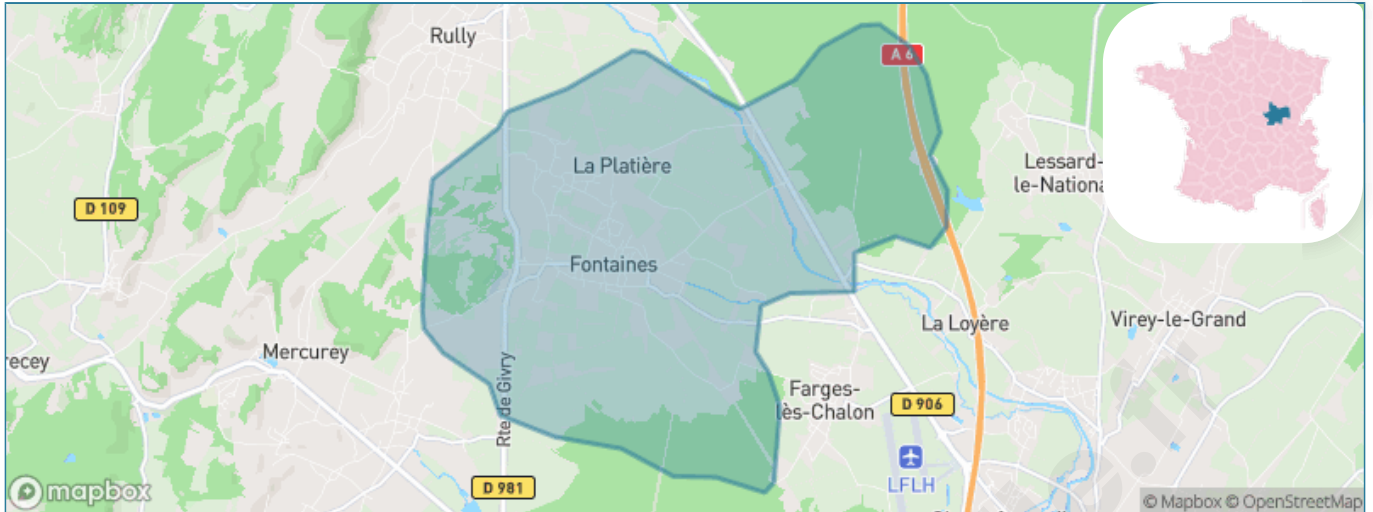 Rully
A 6
La Platière
Lessard-
le-Nationa
D 109
Fontaines
La Loyère
Virey-le-Grand
recey
Mercurey
Rte de Givry
Farges-
lès-Chalon
D 906
LFLH
D 981
mapbox
© Mapbox © OpenStreetMap